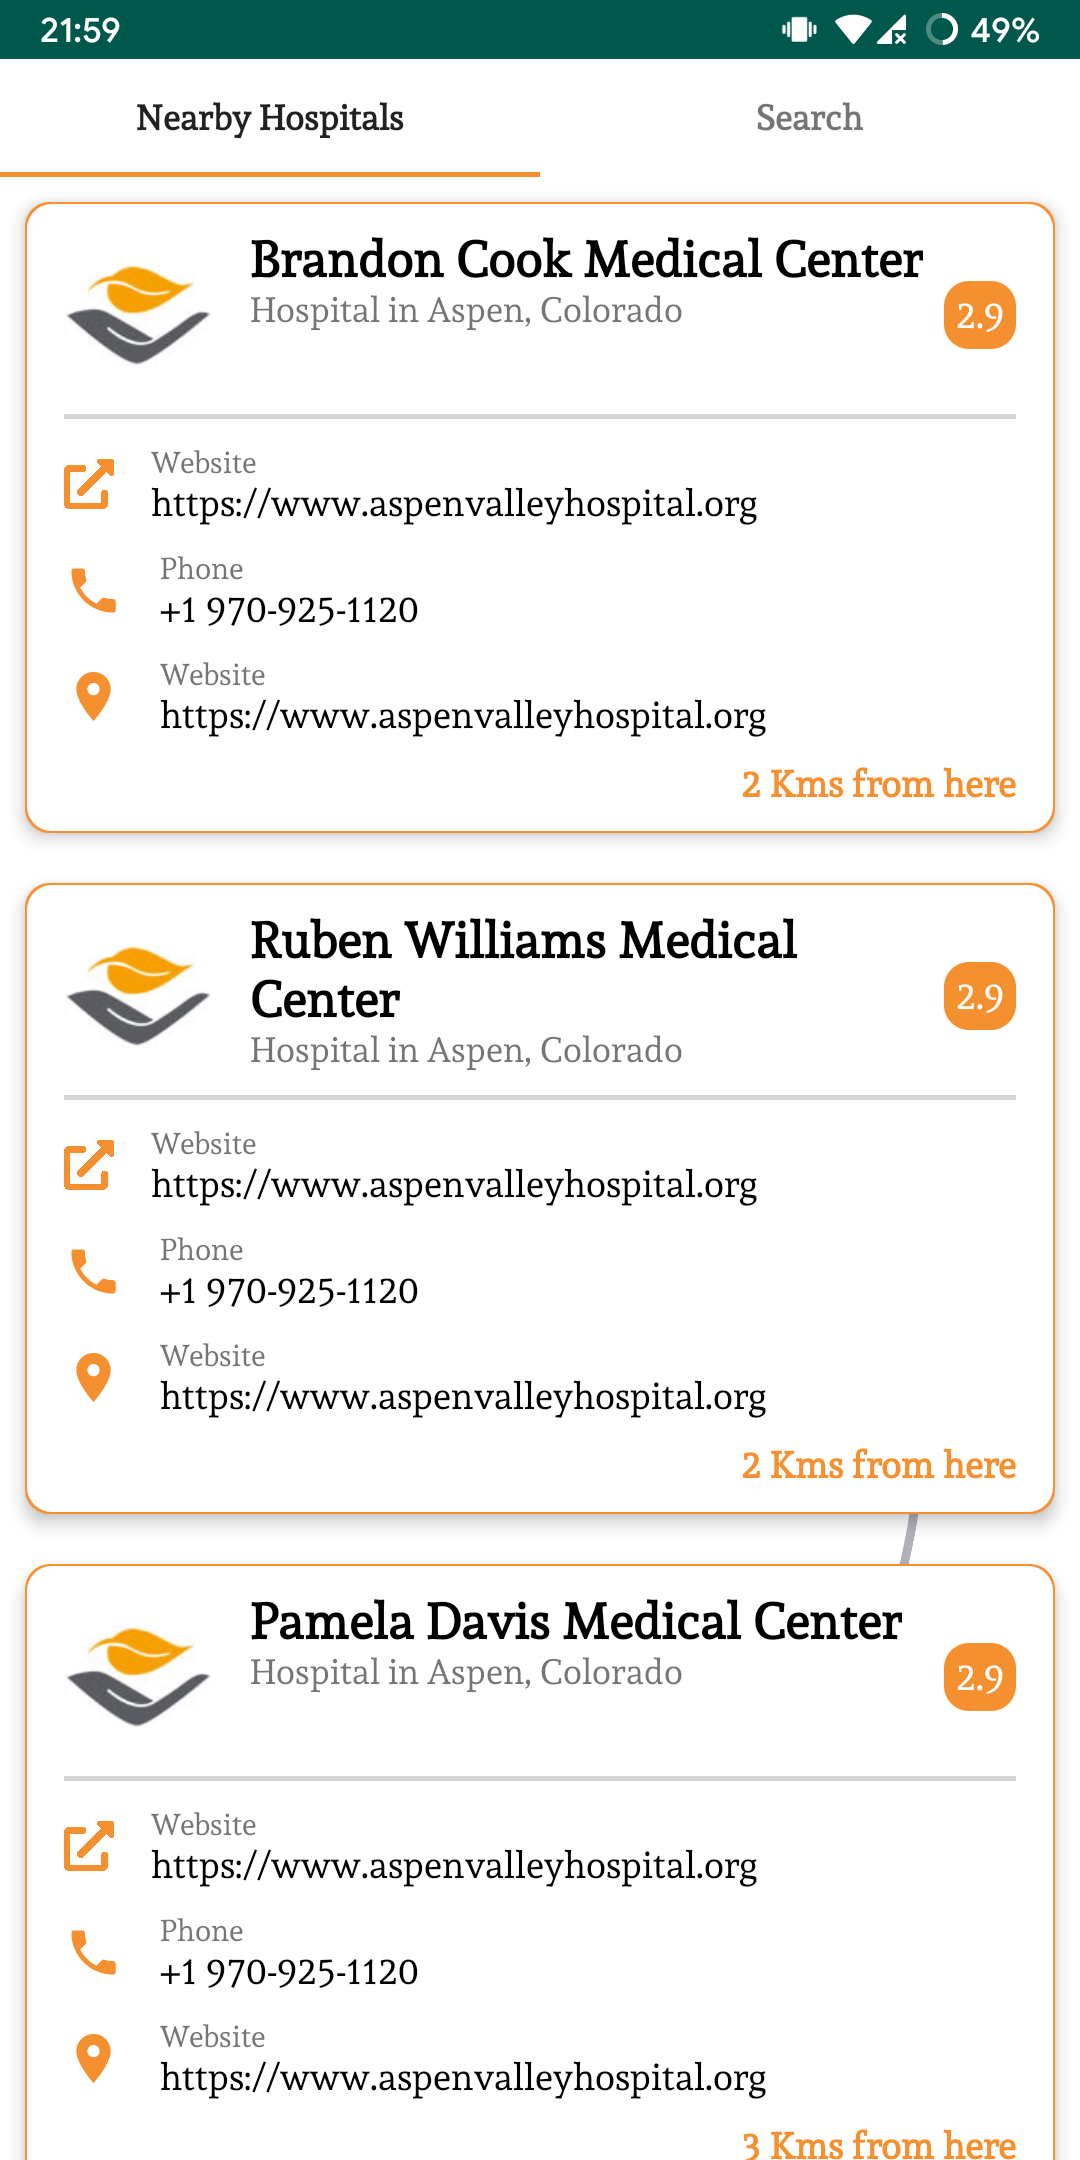 21:59
49%
Nearby Hospitals
Search
Brandon Cook Medical Center
Hospital in Aspen, Colorado
2.9
Website
https://www.aspenvalleyhospital.org
Phone
+1 970-925-1120
Website
https://www.aspenvalleyhospital.org
2 Kms from here
Ruben Williams Medical
Center
Hospital in Aspen, Colorado
2.9
Website
https://www.aspenvalleyhospital.org
Phone
+1 970-925-1120
Website
https://www.aspenvalleyhospital.org
2 Kms from here
Pamela Davis Medical Center
Hospital in Aspen, Colorado
2.9
Website
https://www.aspenvalleyhospital.org
Phone
+1 970-925-1120
Website
https://www.aspenvalleyhospital.org
3 Kms from here